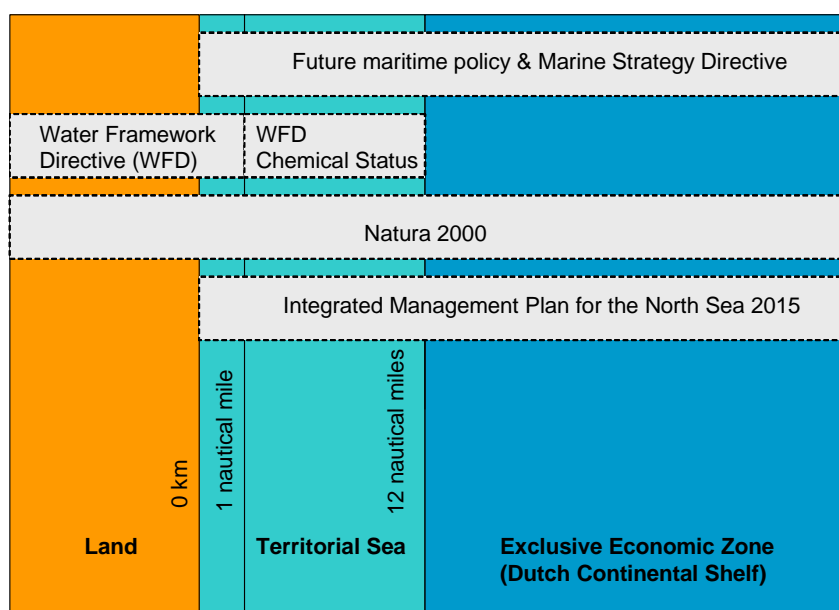 Future maritime policy & Marine Strategy Directive
Water Framework
Directive (WFD)
WFD
Chemical Status
Natura 2000
Integrated Management Plan for the North Sea 2015
0 km
1 nautical mile
12 nautical miles
Land
Territorial Sea
Exclusive Economic Zone
(Dutch Continental Shelf)